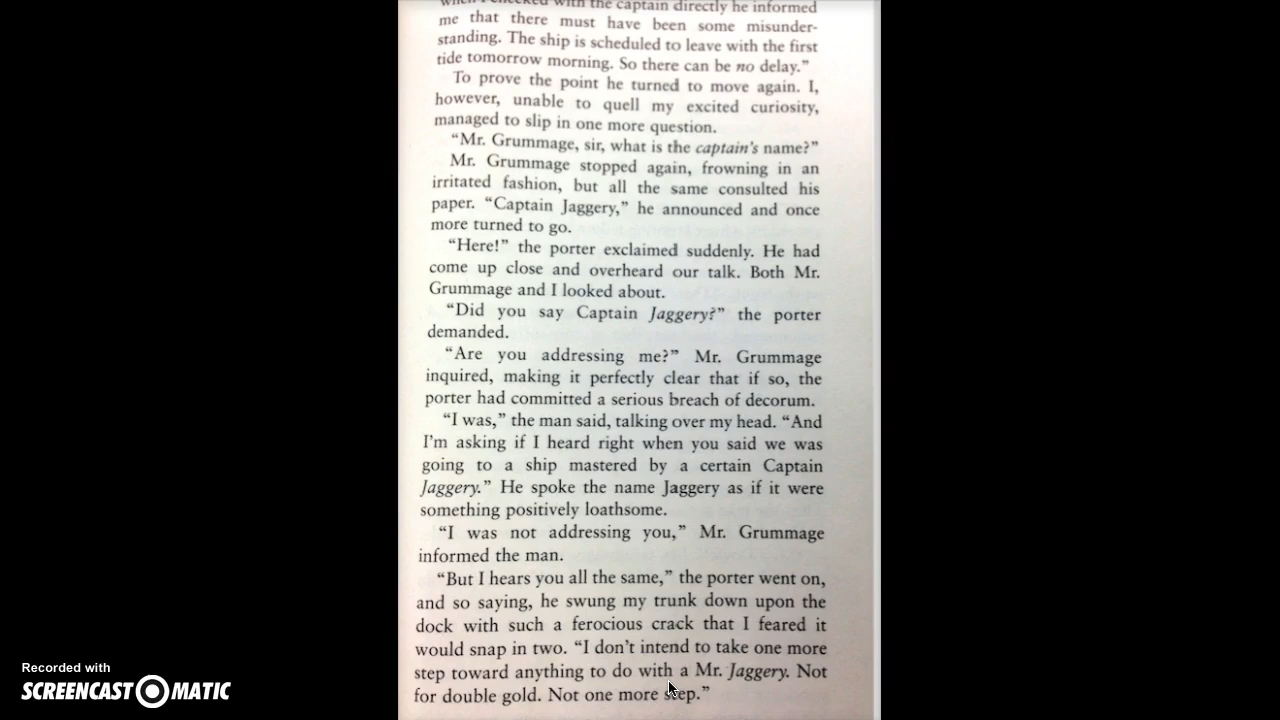 when I checked with the captain directly he informed
me that there must have been some misunder-
standing. The ship is scheduled to leave with the first
tide tomorrow morning. So there can be no delay.”
To prove the point he turned to move again. I,
however, unable to quell my excited curiosity,
managed to slip in one more question.
“Mr. Grummage, sir, what is the captain’s name?”
Mr. Grummage stopped again, frowning in an
irritated fashion, but all the same consulted his
paper. “Captain Jaggery,” he announced and once
more turned to go.
“Here!” the porter exclaimed suddenly. He had
come up close and overheard our talk. Both Mr.
Grummage and I looked about.
“Did you say Captain Jaggery?” the porter
demanded.
“Are you addressing me?” Mr. Grummage
inquired, making it perfectly clear that if so, the
porter had committed a serious breach of decorum.
“I was,” the man said, talking over my head. “And
I’m asking if I heard right when you said we was
going to a ship mastered by a certain Captain
Jaggery.” He spoke the name Jaggery as if it were
something positively loathsome.
“I was not addressing you,” Mr. Grummage
informed the man.
“But I hears you all the same,” the porter went on,
and so saying, he swung my trunk down upon the
dock with such a ferocious crack that I feared it
would snap in two. “I don’t intend to take one more
step toward anything to do with a Mr. Jaggery. Not
for double gold. Not one more step.”
Recorded with
SCREENCAST-O-MATIC